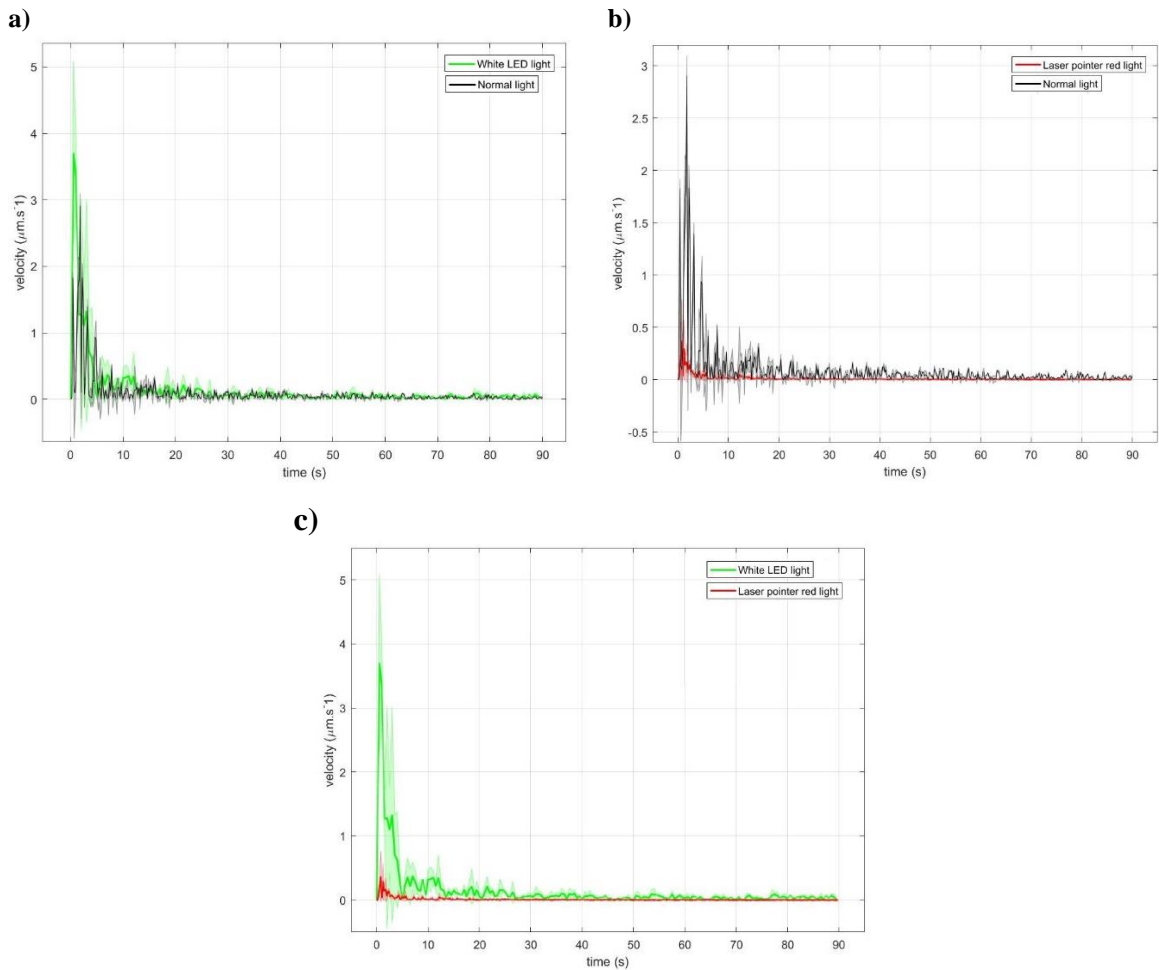 a)
White LED light
Normal light
velocity (μm.s⁻1)
5
4
3
2
1
0
0 10 20 30 40 50 60 70 80 90
time (s)
b)
Laser pointer red light
Normal light
velocity (μm.s⁻1)
3
2.5
2
1.5
1
0.5
0
-0.5
0 10 20 30 40 50 60 70 80 90
time (s)
c)
White LED light
Laser pointer red light
velocity (μm.s⁻1)
5
4
3
2
1
0
0 10 20 30 40 50 60 70 80 90
time (s)